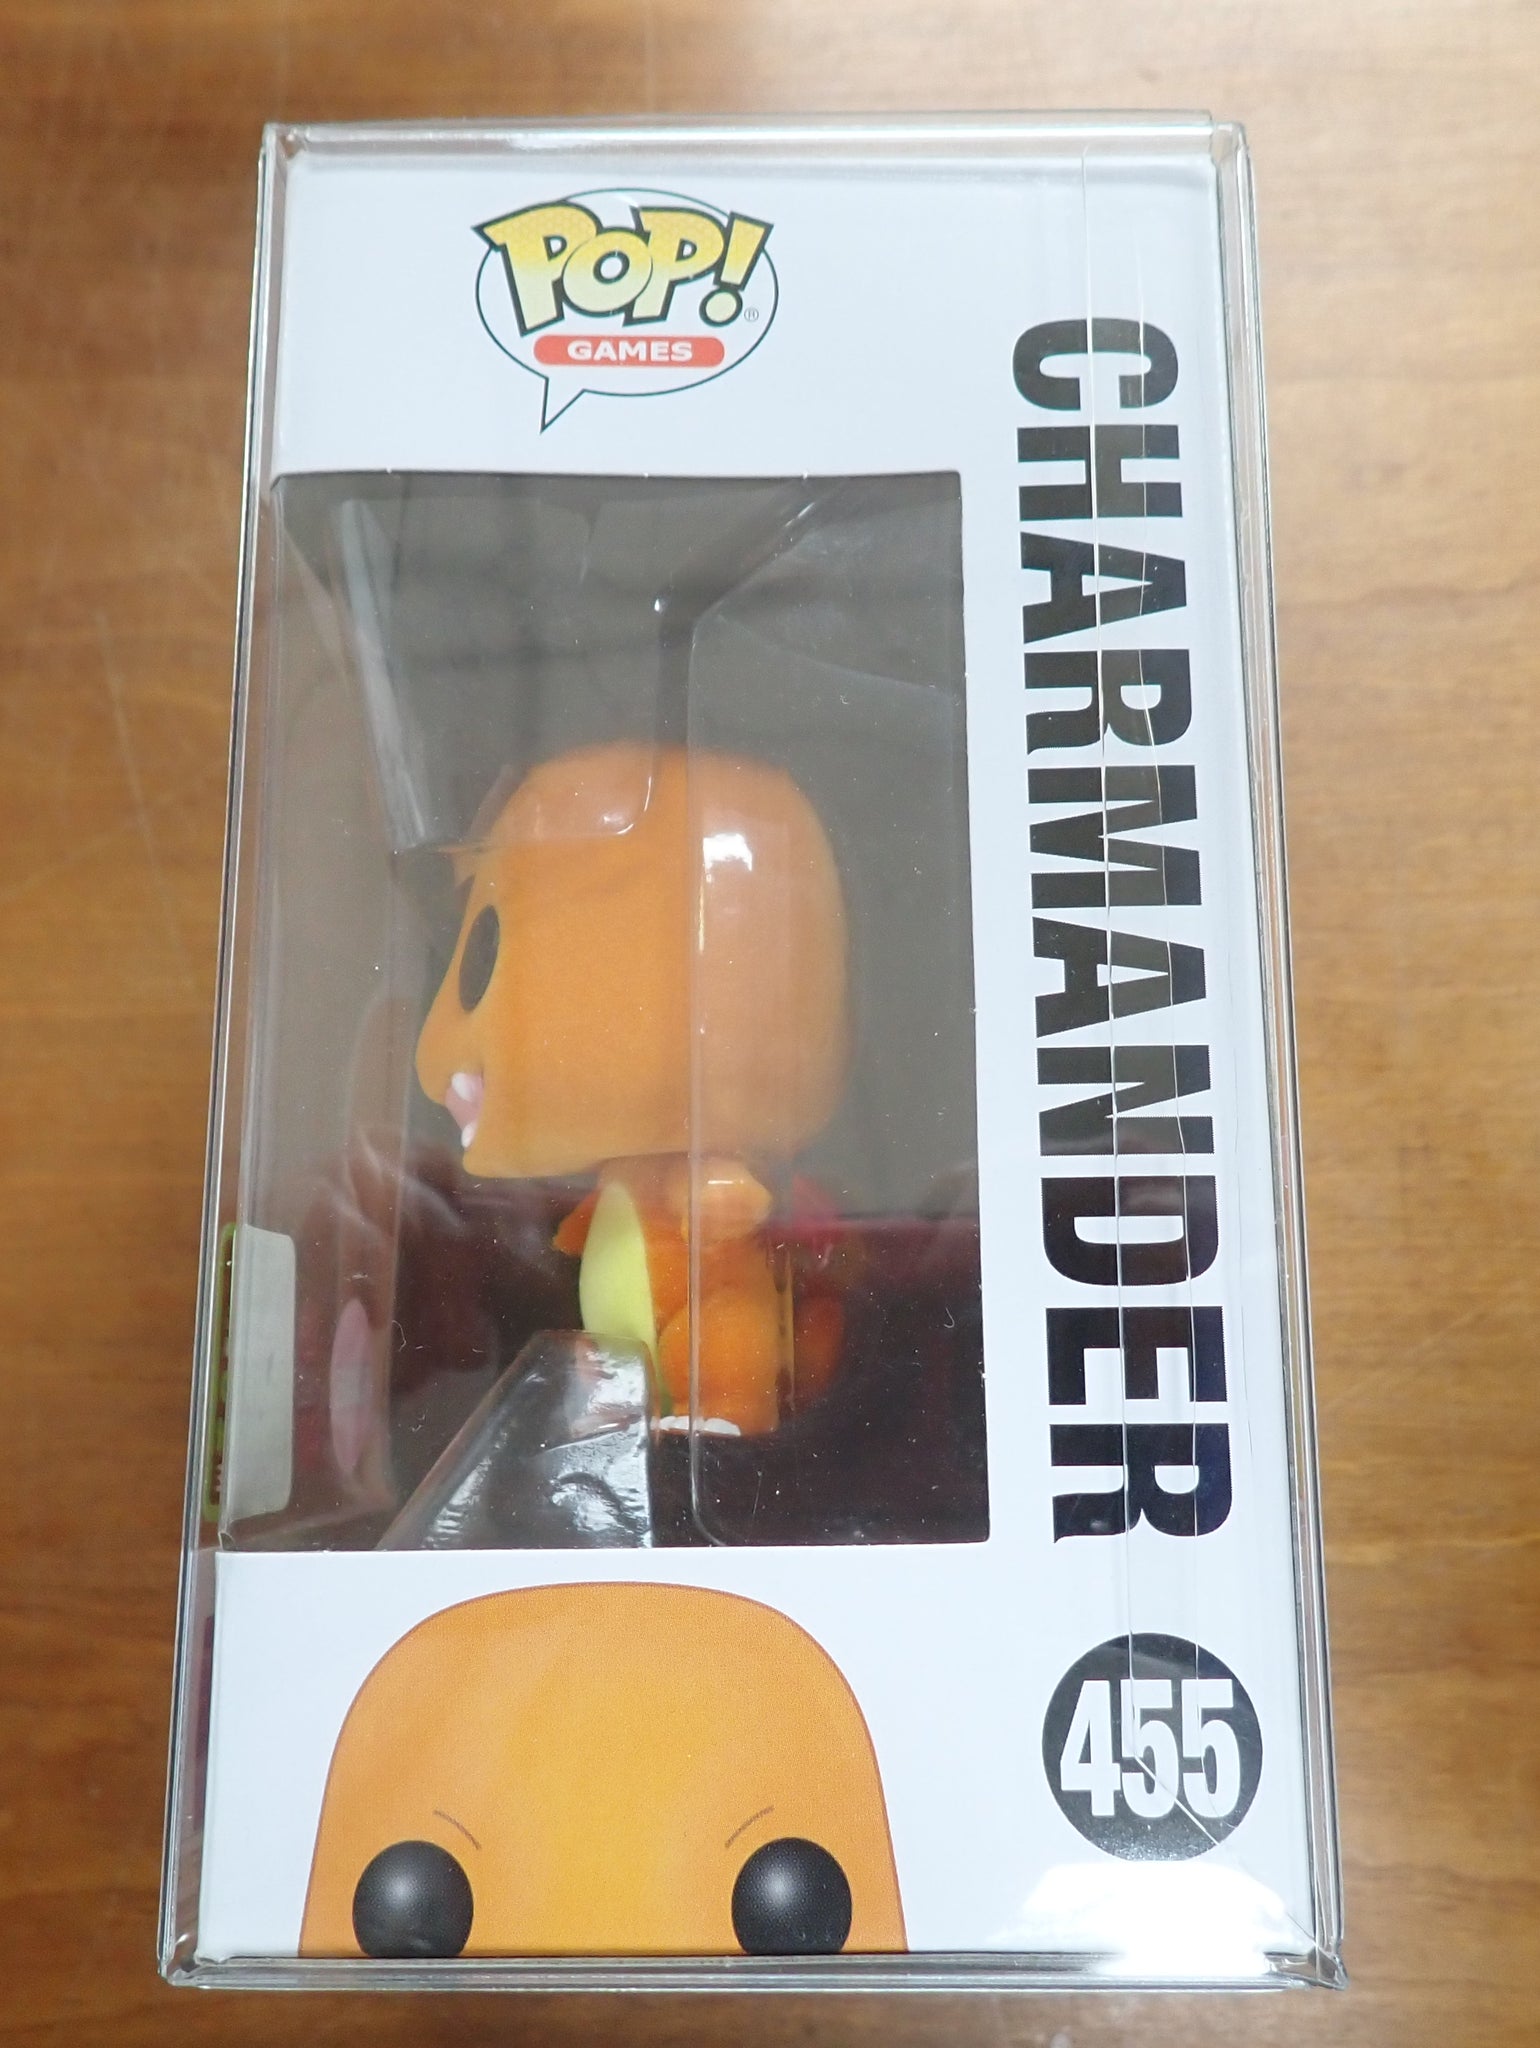 POP!
®
GAMES
CHARMANDER
455